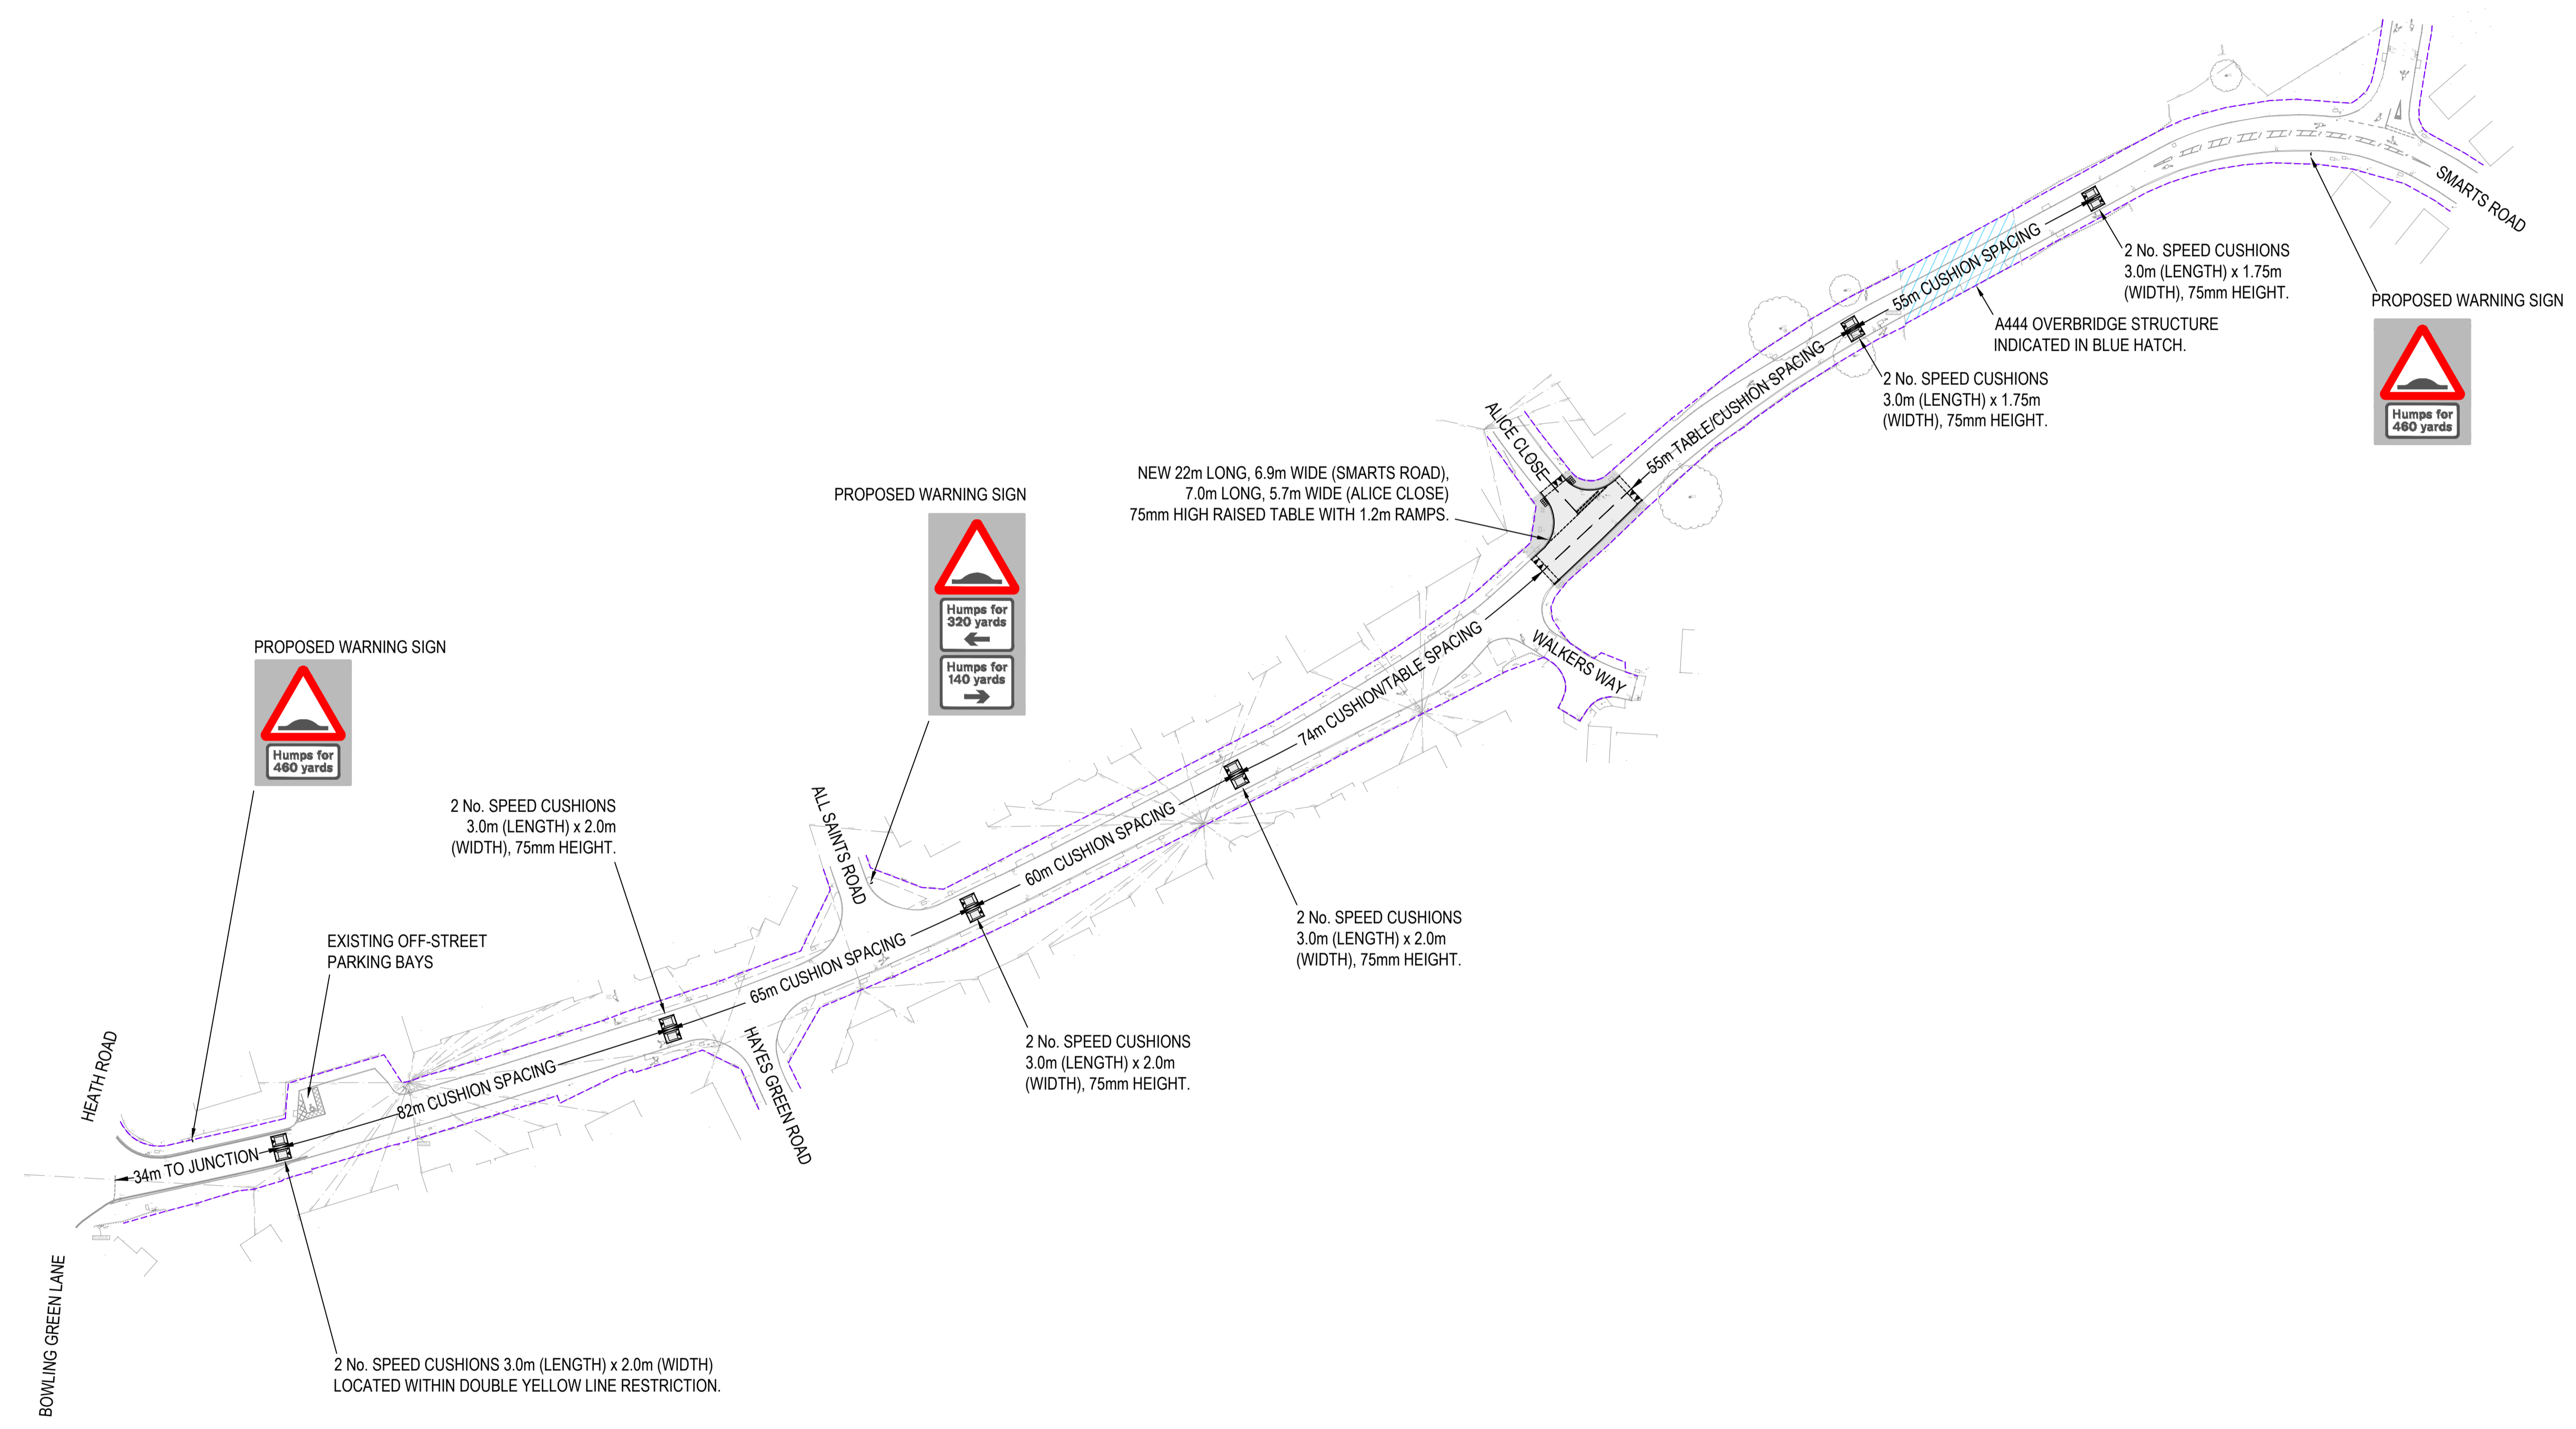 SMARTS ROAD
2 No. SPEED CUSHIONS
3.0m (LENGTH) x 1.75m
(WIDTH), 75mm HEIGHT.
PROPOSED WARNING SIGN
Humps for
460 yards
55m CUSHION SPACING
A444 OVERBRIDGE STRUCTURE
INDICATED IN BLUE HATCH.
2 No. SPEED CUSHIONS
3.0m (LENGTH) x 1.75m
(WIDTH), 75mm HEIGHT.
55m TABLE/CUSHION SPACING
ALICE CLOSE
NEW 22m LONG, 6.9m WIDE (SMARTS ROAD),
7.0m LONG, 5.7m WIDE (ALICE CLOSE)
75mm HIGH RAISED TABLE WITH 1.2m RAMPS.
PROPOSED WARNING SIGN
Humps for
320 yards
Humps for
140 yards
WALKERS WAY
74m CUSHION/TABLE SPACING
PROPOSED WARNING SIGN
Humps for
460 yards
2 No. SPEED CUSHIONS
3.0m (LENGTH) x 2.0m
(WIDTH), 75mm HEIGHT.
ALL SAINTS ROAD
60m CUSHION SPACING
2 No. SPEED CUSHIONS
3.0m (LENGTH) x 2.0m
(WIDTH), 75mm HEIGHT.
EXISTING OFF-STREET
PARKING BAYS
65m CUSHION SPACING
2 No. SPEED CUSHIONS
3.0m (LENGTH) x 2.0m
(WIDTH), 75mm HEIGHT.
HEATH ROAD
HAYES GREEN ROAD
82m CUSHION SPACING
34m TO JUNCTION
BOWLING GREEN LANE
2 No. SPEED CUSHIONS 3.0m (LENGTH) x 2.0m (WIDTH)
LOCATED WITHIN DOUBLE YELLOW LINE RESTRICTION.